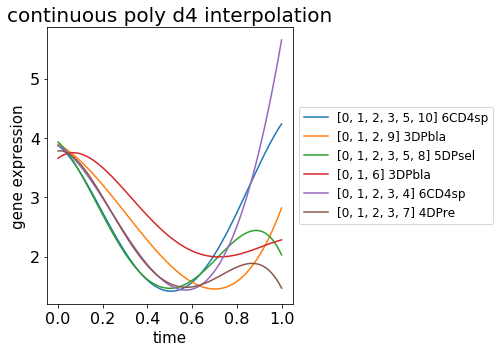 continuous poly d4 interpolation
gene expression
5
4
3
2
0.0 0.2 0.4 0.6 0.8 1.0
time
[0, 1, 2, 3, 5, 10] 6CD4sp
[0, 1, 2, 9] 3DPbla
[0, 1, 2, 3, 5, 8] 5DPsel
[0, 1, 6] 3DPbla
[0, 1, 2, 3, 4] 6CD4sp
[0, 1, 2, 3, 7] 4DPre